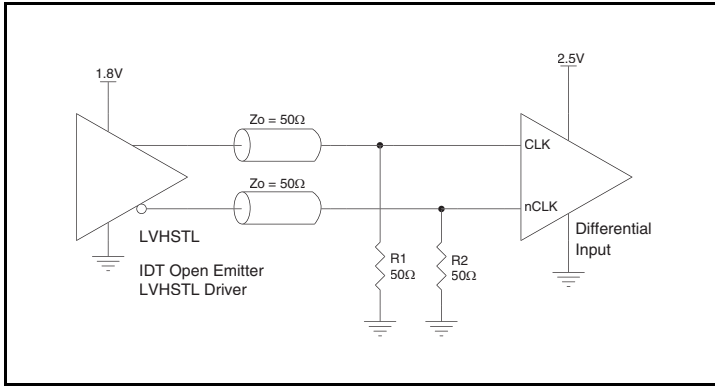 1.8V
2.5V
Zo = 50Ω
CLK
Zo = 50Ω
nCLK
LVHSTL
Differential
Input
IDT Open Emitter
LVHSTL Driver
R1
50Ω
R2
50Ω